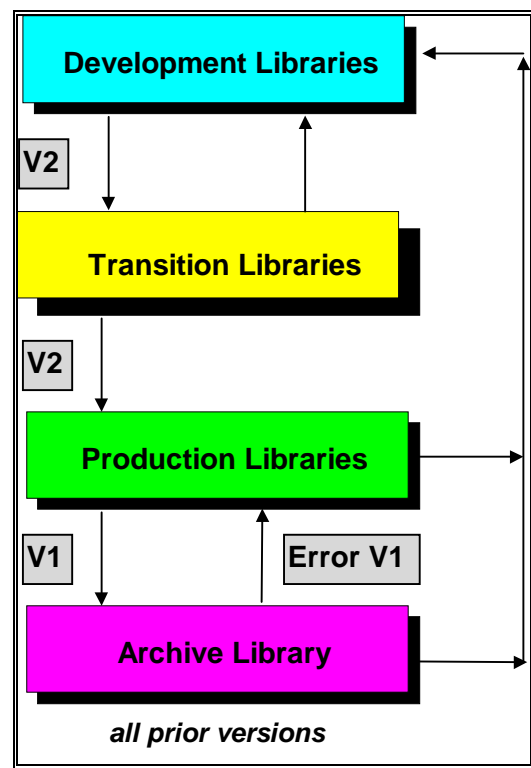 Development Libraries
V2
Transition Libraries
V2
Production Libraries
V1
Error V1
Archive Library
all prior versions